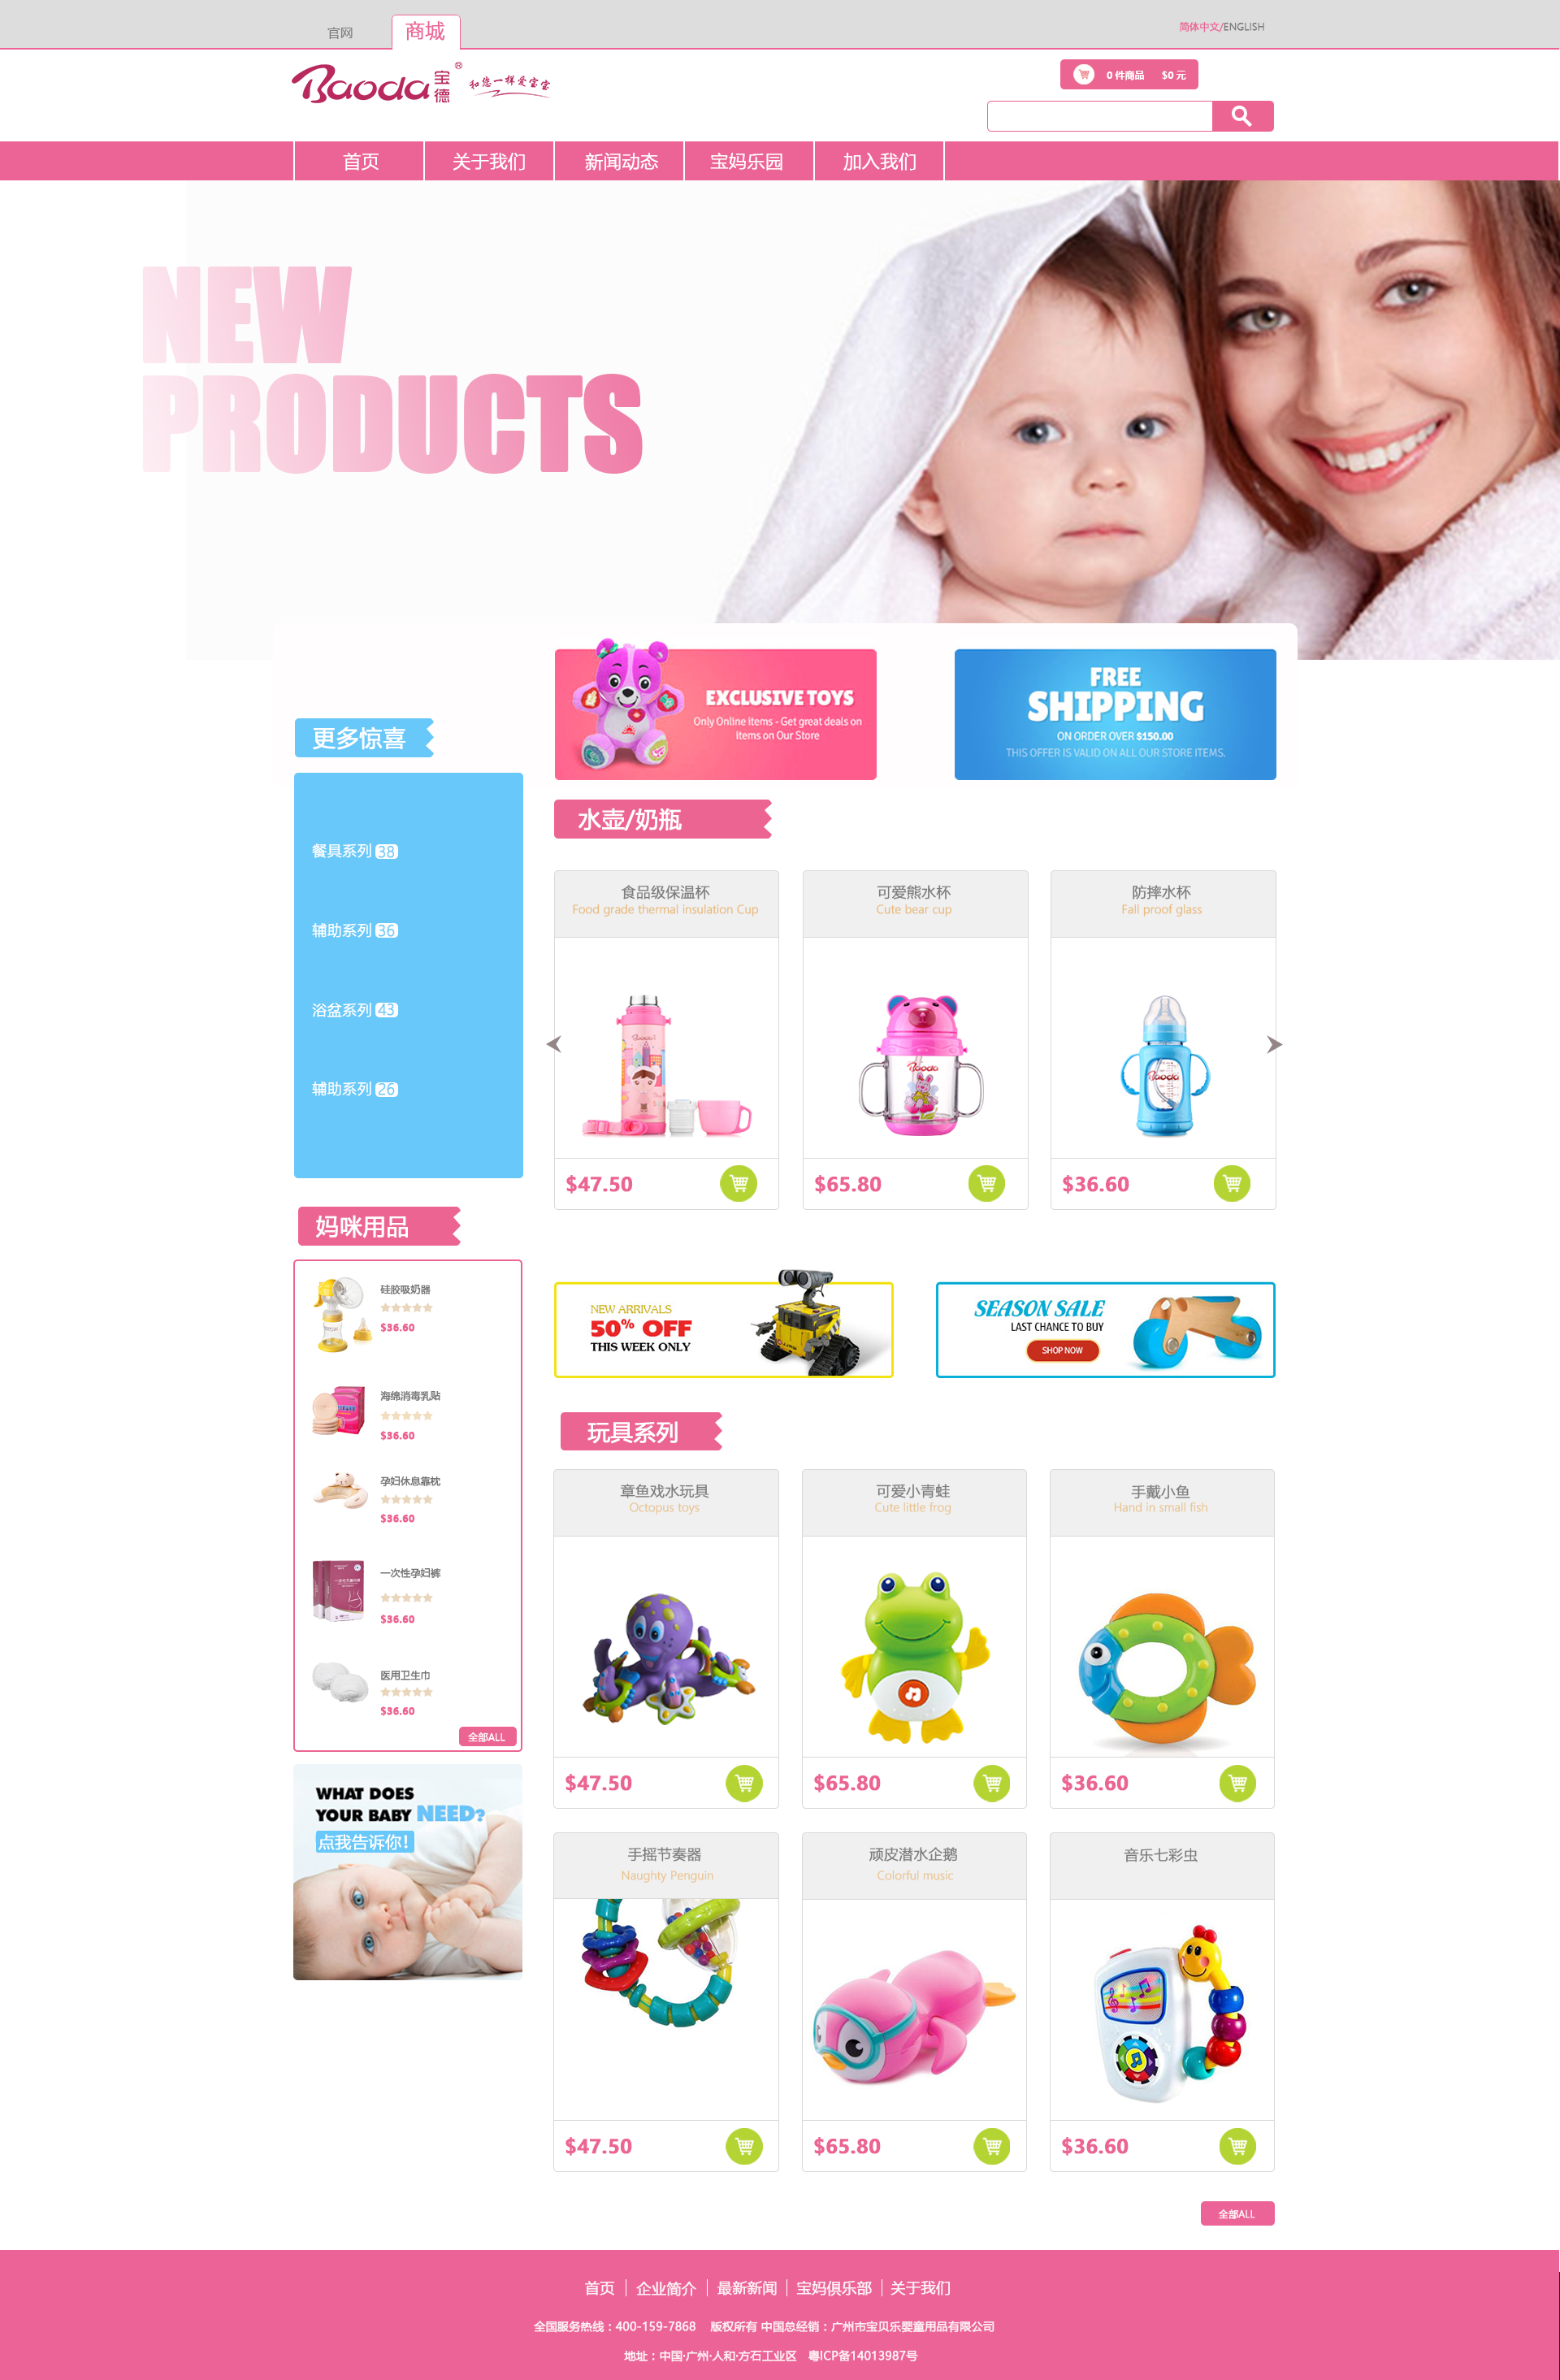 官网
商城
简体中文/ENGLISH
Baoda® 宝德 和您一样爱宝宝
0 件商品 $0 元
首页 关于我们 新闻动态 宝妈乐园 加入我们
NEW
PRODUCTS
EXCLUSIVE TOYS
Only Online items - Get great deals on
items on Our Store
FREE
SHIPPING
ON ORDER OVER $150.00
THIS OFFER IS VALID ON ALL OUR STORE ITEMS.
更多惊喜
餐具系列 38
辅助系列 36
浴盆系列 43
辅助系列 26
水壶/奶瓶
食品级保温杯
Food grade thermal insulation Cup
Baoda
$47.50
可爱熊水杯
Cute bear cup
Baoda
$65.80
防摔水杯
Fall proof glass
Baoda
$36.60
妈咪用品
硅胶吸奶器
$36.60
海绵消毒乳贴
$36.60
孕妇休息靠枕
$36.60
一次性孕妇裤
$36.60
医用卫生巾
$36.60
全部ALL
NEW ARRIVALS
50% OFF
THIS WEEK ONLY
SEASON SALE
LAST CHANCE TO BUY
SHOP NOW
玩具系列
章鱼戏水玩具
Octopus toys
$47.50
可爱小青蛙
Cute little frog
$65.80
手戴小鱼
Hand in small fish
$36.60
WHAT DOES
YOUR BABY NEED?
点我告诉你!
手摇节奏器
Naughty Penguin
$47.50
顽皮潜水企鹅
Colorful music
$65.80
音乐七彩虫
$36.60
全部ALL
首页 企业简介 最新新闻 宝妈俱乐部 关于我们
全国服务热线：400-159-7868 版权所有 中国总经销：广州市宝贝乐婴童用品有限公司
地址：中国·广州·人和·方石工业区 粤ICP备14013987号